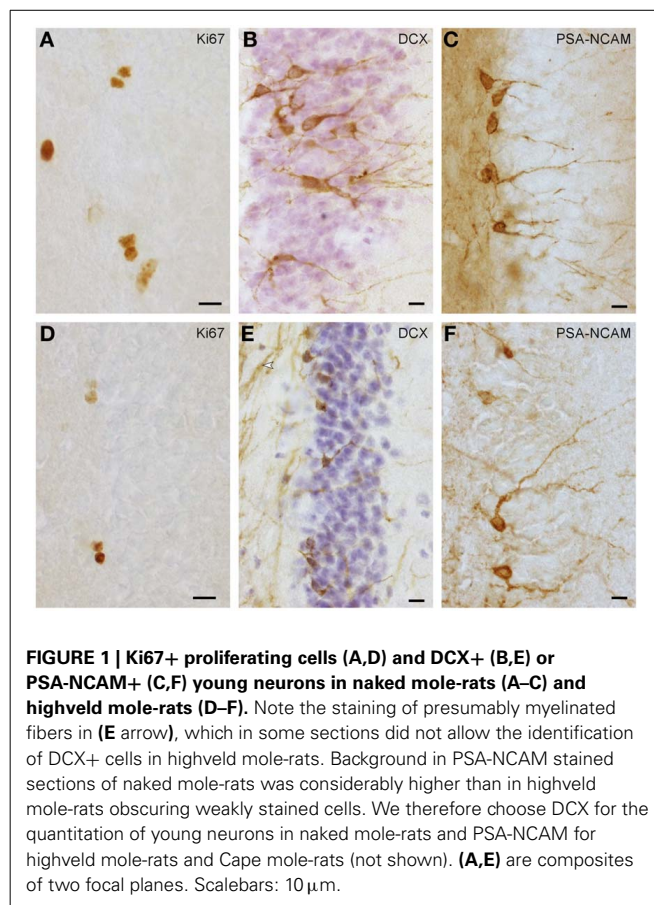 A Ki67
B DCX
C PSA-NCAM
D Ki67
E DCX
F PSA-NCAM
FIGURE 1 | Ki67+ proliferating cells (A,D) and DCX+ (B,E) or
PSA-NCAM+ (C,F) young neurons in naked mole-rats (A–C) and
highveld mole-rats (D–F). Note the staining of presumably myelinated
fibers in (E arrow), which in some sections did not allow the identification
of DCX+ cells in highveld mole-rats. Background in PSA-NCAM stained
sections of naked mole-rats was considerably higher than in highveld
mole-rats obscuring weakly stained cells. We therefore choose DCX for the
quantitation of young neurons in naked mole-rats and PSA-NCAM for
highveld mole-rats and Cape mole-rats (not shown). (A,E) are composites
of two focal planes. Scalebars: 10 μm.